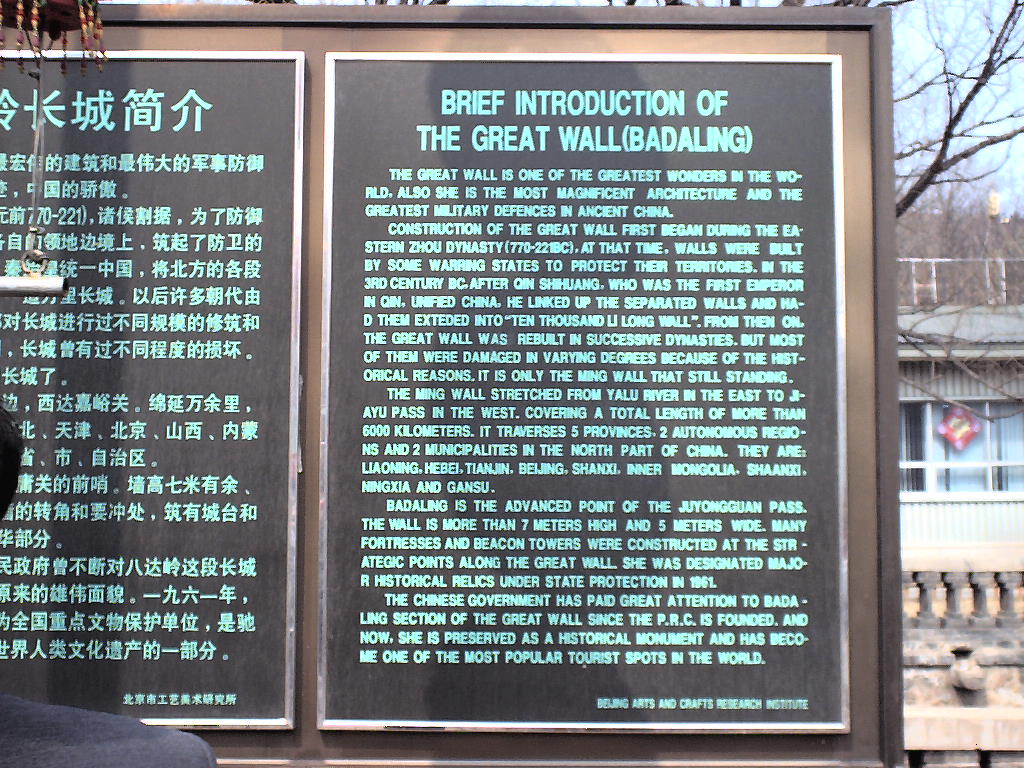 岭长城简介
最宏伟的建筑和最伟大的军事防御
迹，中国的骄傲。
元前770-221)，诸侯割据，为了防御
各自的领地边境上，筑起了防卫的
秦始皇统一中国，将北方的各段
万里长城。以后许多朝代由
对长城进行过不同规模的修筑和
，长城曾有过不同程度的损坏。
长城了。
边，西达嘉峪关。绵延万余里，
北、天津、北京、山西、内蒙
省、市、自治区。
庸关的前哨。墙高七米有余、
的转角和要冲处，筑有城台和
华部分。
民政府曾不断对八达岭这段长城
原来的雄伟面貌。一九六一年，
为全国重点文物保护单位，是驰
世界人类文化遗产的一部分。
北京市工艺美术研究所
BRIEF INTRODUCTION OF
THE GREAT WALL(BADALING)
THE GREAT WALL IS ONE OF THE GREATEST WONDERS IN THE WO-
RLD. ALSO SHE IS THE MOST MAGNIFICENT ARCHITECTURE AND THE
GREATEST MILITARY DEFENCES IN ANCIENT CHINA.
CONSTRUCTION OF THE GREAT WALL FIRST BEGAN DURING THE EA-
STERN ZHOU DYNASTY(770-221BC). AT THAT TIME, WALLS WERE BUILT
BY SOME WARRING STATES TO PROTECT THEIR TERRITORIES. IN THE
3RD CENTURY BC. AFTER QIN SHIHUANG, WHO WAS THE FIRST EMPEROR
IN QIN, UNIFIED CHINA, HE LINKED UP THE SEPARATED WALLS AND HA-
D THEM EXTEDED INTO "TEN THOUSAND LI LONG WALL". FROM THEN ON,
THE GREAT WALL WAS REBUILT IN SUCCESSIVE DYNASTIES. BUT MOST
OF THEM WERE DAMAGED IN VARYING DEGREES BECAUSE OF THE HIST-
ORICAL REASONS. IT IS ONLY THE MING WALL THAT STILL STANDING.
THE MING WALL STRETCHED FROM YALU RIVER IN THE EAST TO JI-
AYU PASS IN THE WEST. COVERING A TOTAL LENGTH OF MORE THAN
6000 KILOMETERS. IT TRAVERSES 5 PROVINCES, 2 AUTONOMOUS REGIO-
NS AND 2 MUNICIPALITIES IN THE NORTH PART OF CHINA. THEY ARE:
LIAONING, HEBEI, TIANJIN, BEIJING, SHANXI, INNER MONGOLIA, SHAANXI,
NINGXIA AND GANSU.
BADALING IS THE ADVANCED POINT OF THE JUYONGGUAN PASS.
THE WALL IS MORE THAN 7 METERS HIGH AND 5 METERS WIDE. MANY
FORTRESSES AND BEACON TOWERS WERE CONSTRUCTED AT THE STR-
ATEGIC POINTS ALONG THE GREAT WALL. SHE WAS DESIGNATED MAJO-
R HISTORICAL RELICS UNDER STATE PROTECTION IN 1961.
THE CHINESE GOVERNMENT HAS PAID GREAT ATTENTION TO BADA-
LING SECTION OF THE GREAT WALL SINCE THE P.R.C. IS FOUNDED. AND
NOW, SHE IS PRESERVED AS A HISTORICAL MONUMENT AND HAS BECO-
ME ONE OF THE MOST POPULAR TOURIST SPOTS IN THE WORLD.
BEIJING ARTS AND CRAFTS RESEARCH INSTITUTE